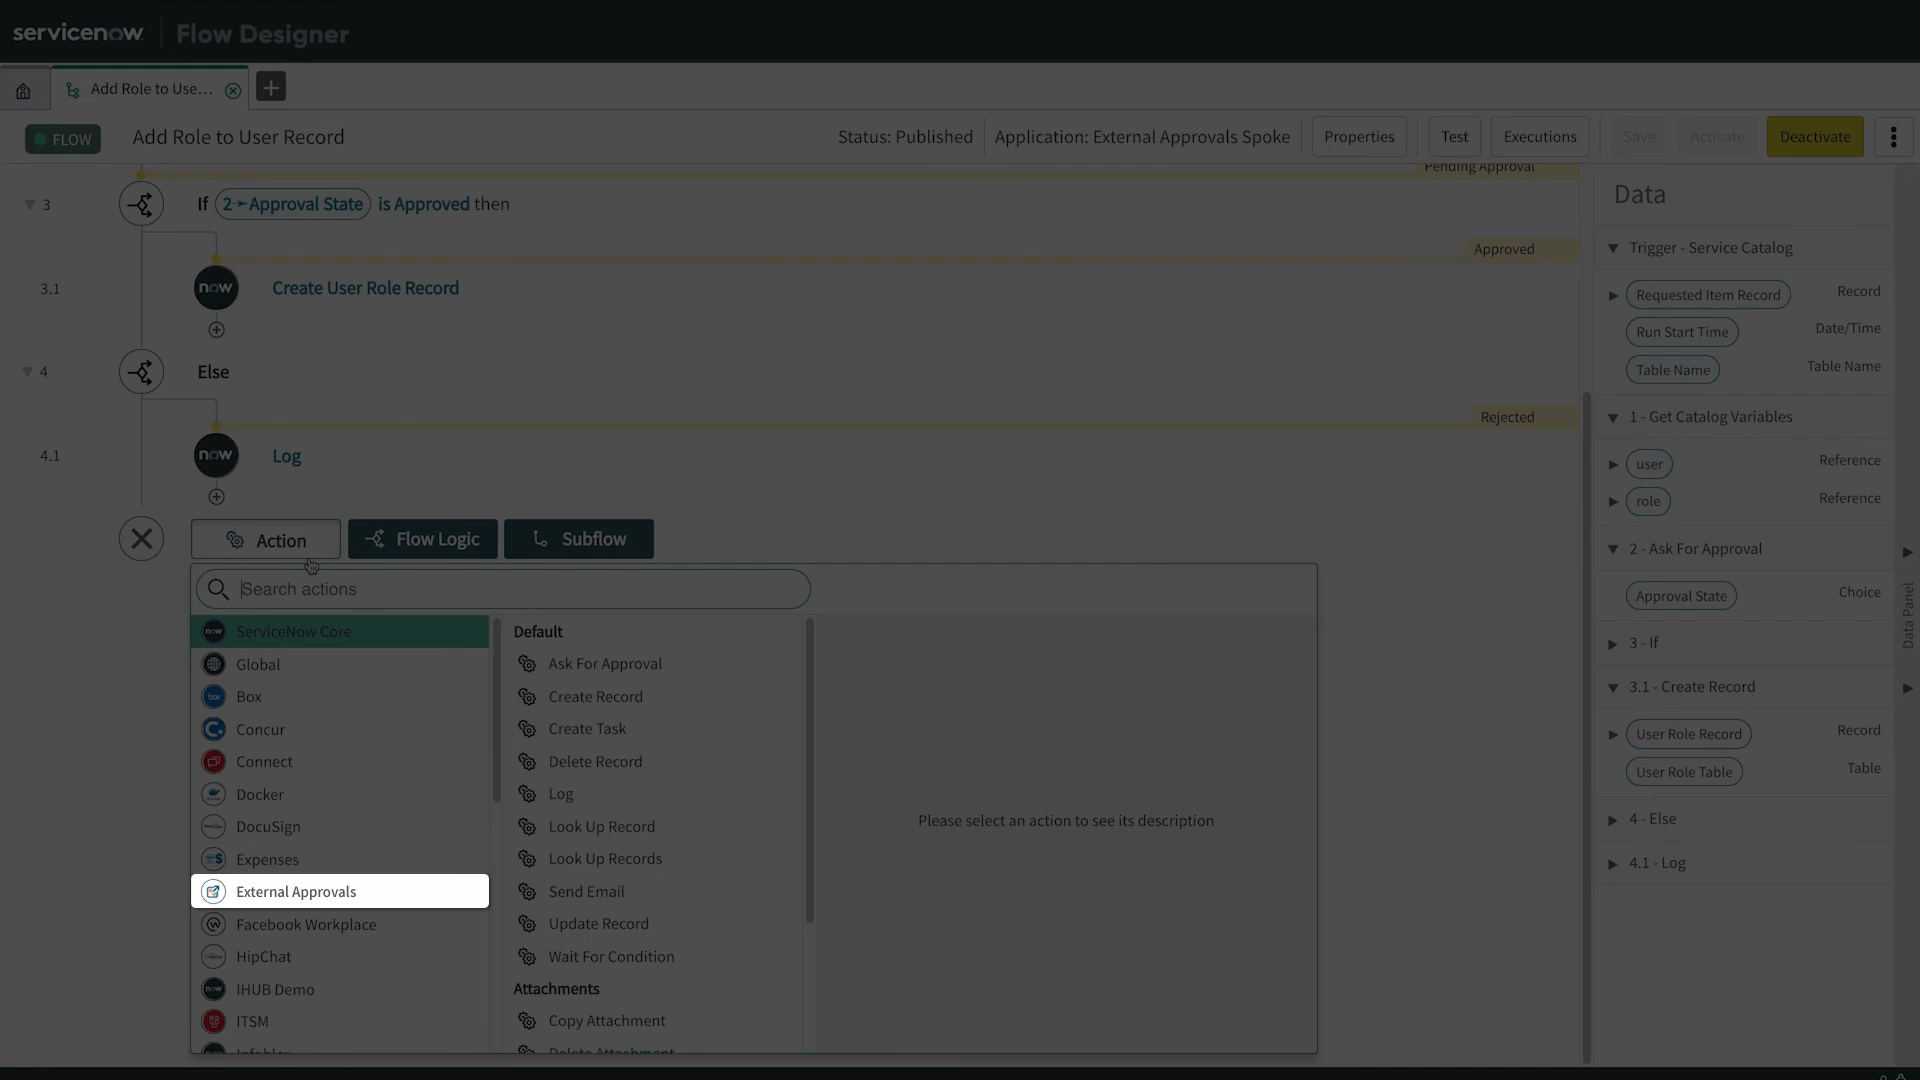 servicenow Flow Designer
Add Role to Use...
FLOW Add Role to User Record Status: Published Application: External Approvals Spoke Properties Test Executions Save Activate Deactivate
Pending Approval
3 If 2➛Approval State is Approved then
Approved
3.1 now Create User Role Record
4 Else
Rejected
4.1 now Log
Action Flow Logic Subflow
Search actions
ServiceNow Core
Global
Box
Concur
Connect
Docker
DocuSign
Expenses
External Approvals
Facebook Workplace
HipChat
IHUB Demo
ITSM
Infoblox
Default
Ask For Approval
Create Record
Create Task
Delete Record
Log
Look Up Record
Look Up Records
Send Email
Update Record
Wait For Condition
Attachments
Copy Attachment
Delete Attachment
Please select an action to see its description
Data
Trigger - Service Catalog
Requested Item Record Record
Run Start Time Date/Time
Table Name Table Name
1 - Get Catalog Variables
user Reference
role Reference
2 - Ask For Approval
Approval State Choice
3 - If
3.1 - Create Record
User Role Record Record
User Role Table Table
4 - Else
4.1 - Log
Data Panel